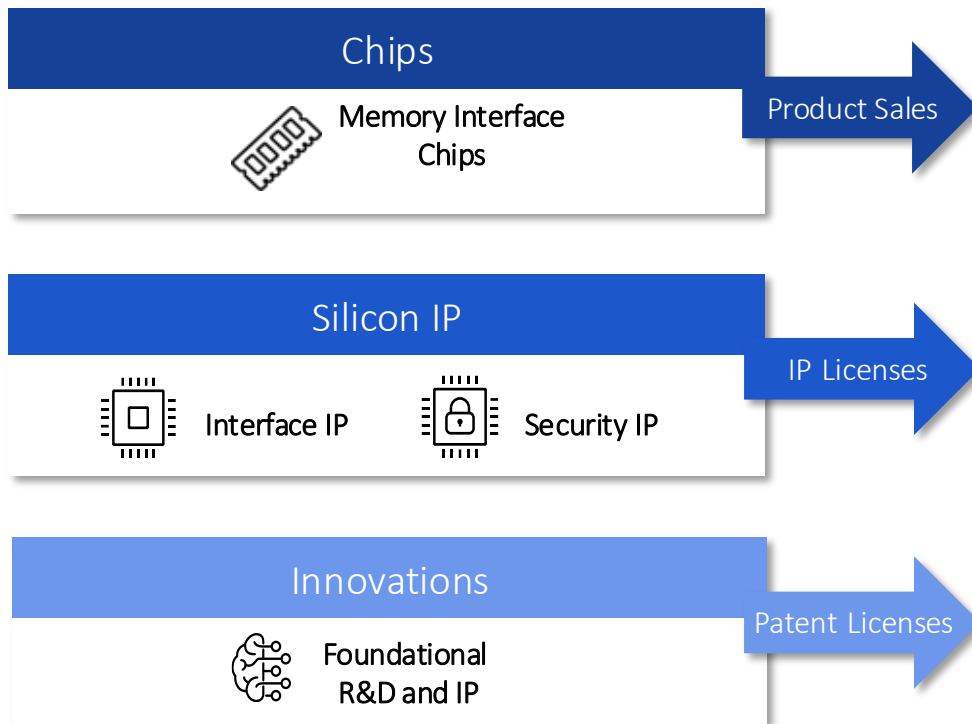 Chips
Memory Interface
Chips
Product Sales
Silicon IP
Interface IP
Security IP
IP Licenses
Innovations
Foundational
R&D and IP
Patent Licenses